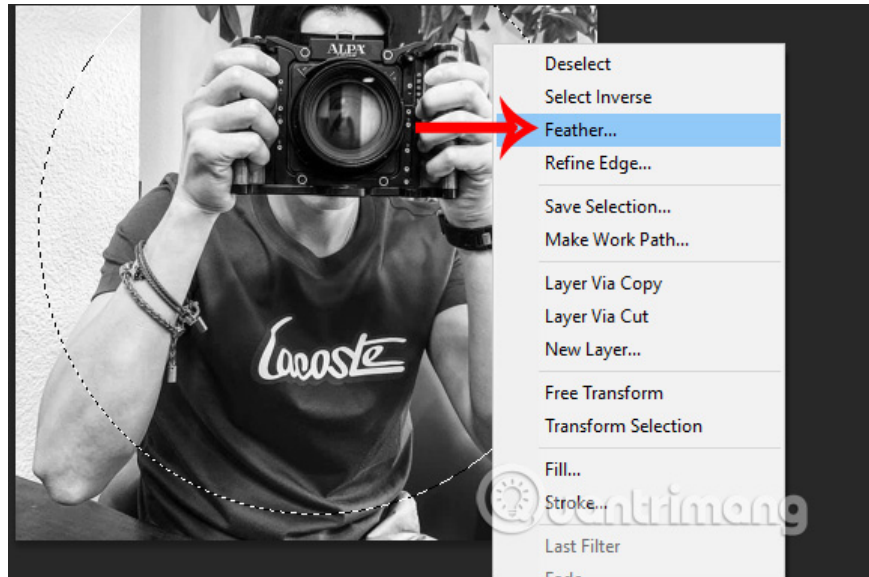 ALPA
Lacoste
Deselect
Select Inverse
Feather...
Refine Edge...
Save Selection...
Make Work Path...
Layer Via Copy
Layer Via Cut
New Layer...
Free Transform
Transform Selection
Fill...
Stroke...
Quantrimang
Last Filter
Fade...